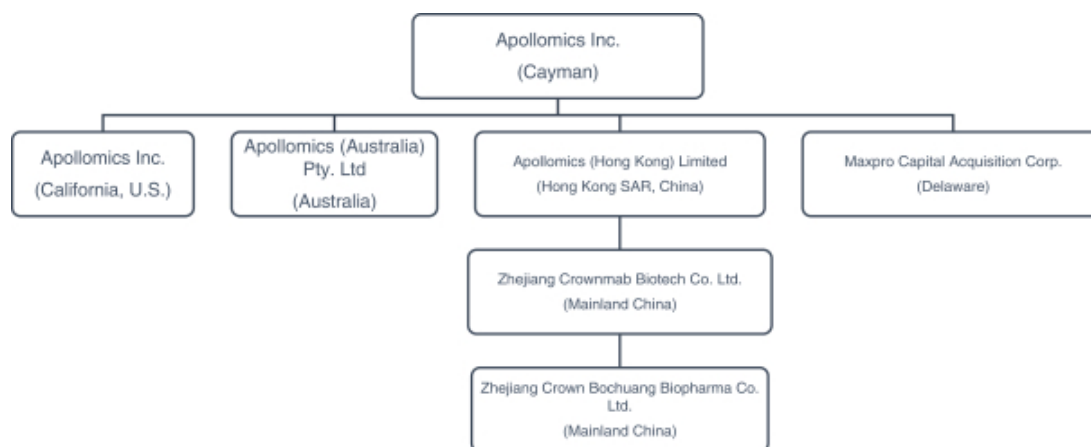 Apollomics Inc.
(Cayman)
Apollomics Inc.
(California, U.S.)
Apollomics (Australia)
Pty. Ltd
(Australia)
Apollomics (Hong Kong) Limited
(Hong Kong SAR, China)
Maxpro Capital Acquisition Corp.
(Delaware)
Zhejiang Crownmab Biotech Co. Ltd.
(Mainland China)
Zhejiang Crown Bochuang Biopharma Co.
Ltd.
(Mainland China)